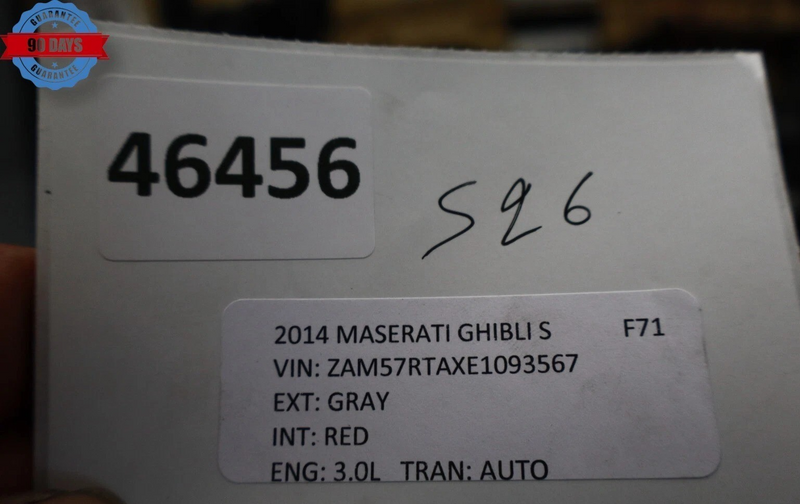 GUARANTEE
90 DAYS
GUARANTEE
46456
S26
2014 MASERATI GHIBLI S F71
VIN: ZAM57RTAXE1093567
EXT: GRAY
INT: RED
ENG: 3.0L TRAN: AUTO